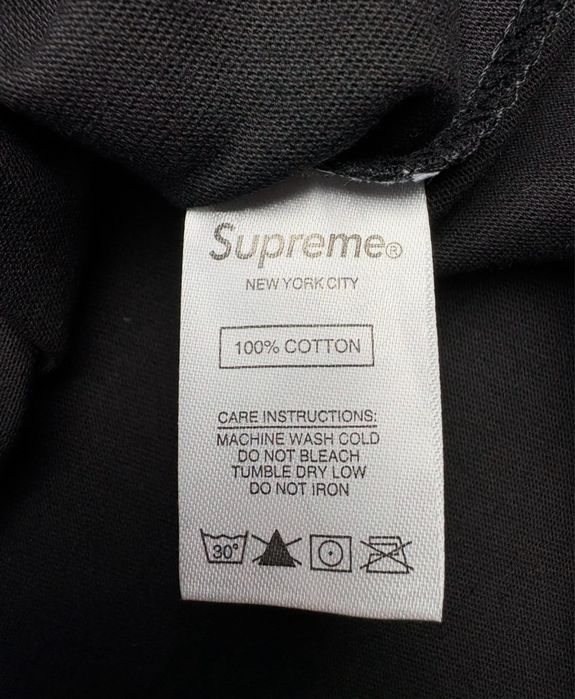 Supreme®
NEW YORK CITY
100% COTTON
CARE INSTRUCTIONS:
MACHINE WASH COLD
DO NOT BLEACH
TUMBLE DRY LOW
DO NOT IRON
30°